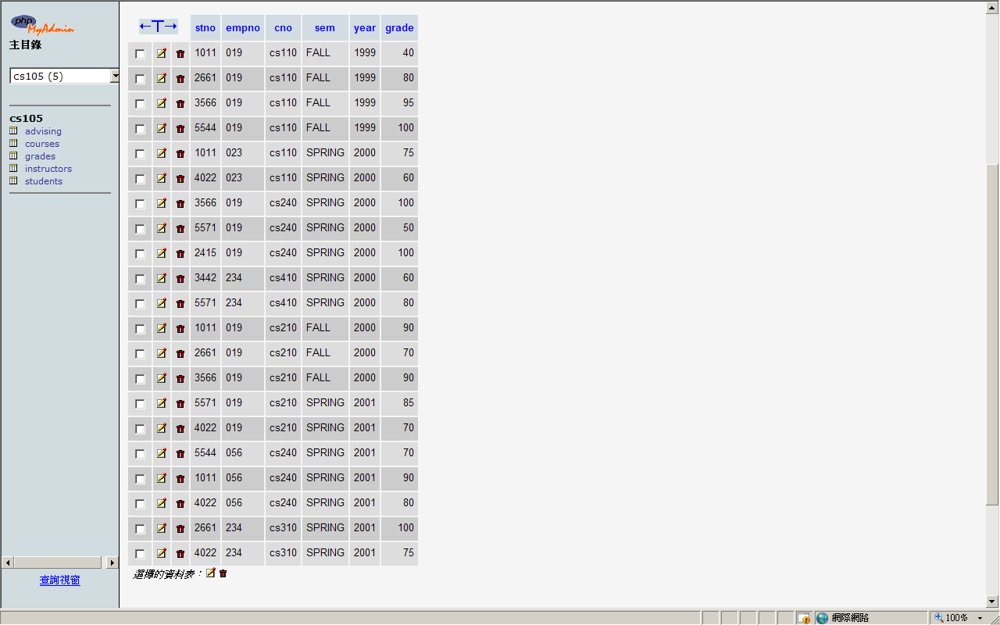 php
MyAdmin
主目錄
cs105 (5)
cs105
advising
courses
grades
instructors
students
查詢視窗
←T→ stno empno cno sem year grade
1011 019 cs110 FALL 1999 40
2661 019 cs110 FALL 1999 80
3566 019 cs110 FALL 1999 95
5544 019 cs110 FALL 1999 100
1011 023 cs110 SPRING 2000 75
4022 023 cs110 SPRING 2000 60
3566 019 cs240 SPRING 2000 100
5571 019 cs240 SPRING 2000 50
2415 019 cs240 SPRING 2000 100
3442 234 cs410 SPRING 2000 60
5571 234 cs410 SPRING 2000 80
1011 019 cs210 FALL 2000 90
2661 019 cs210 FALL 2000 70
3566 019 cs210 FALL 2000 90
5571 019 cs210 SPRING 2001 85
4022 019 cs210 SPRING 2001 70
5544 056 cs240 SPRING 2001 70
1011 056 cs240 SPRING 2001 90
4022 056 cs240 SPRING 2001 80
2661 234 cs310 SPRING 2001 100
4022 234 cs310 SPRING 2001 75
選擇的資料表：
網際網路
100%